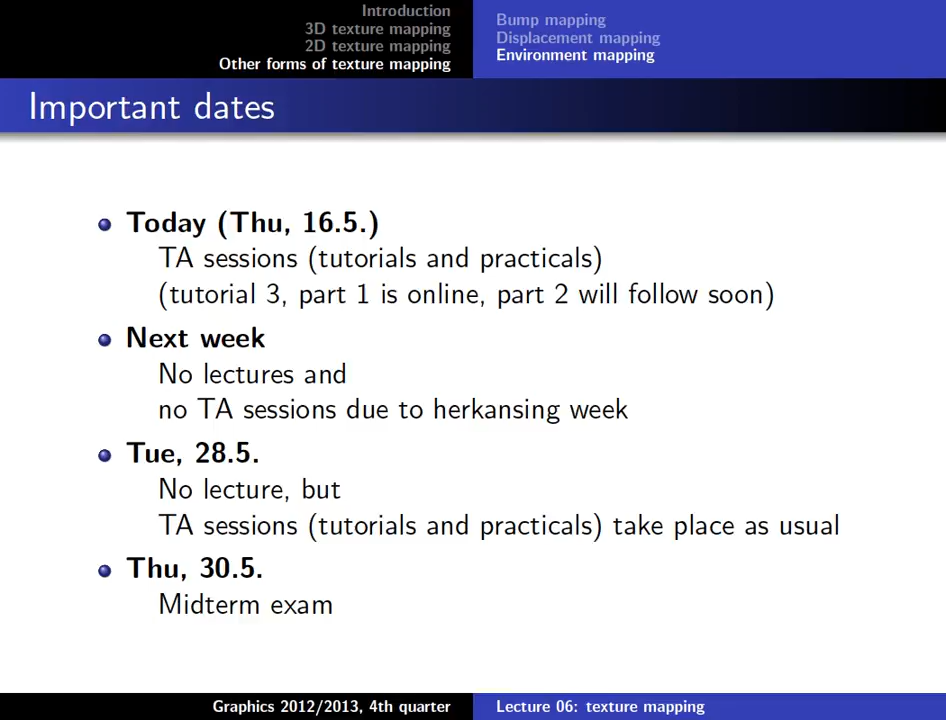 Introduction
3D texture mapping
2D texture mapping
Other forms of texture mapping
Bump mapping
Displacement mapping
Environment mapping
Important dates
Today (Thu, 16.5.)
TA sessions (tutorials and practicals)
(tutorial 3, part 1 is online, part 2 will follow soon)
Next week
No lectures and
no TA sessions due to herkansing week
Tue, 28.5.
No lecture, but
TA sessions (tutorials and practicals) take place as usual
Thu, 30.5.
Midterm exam
Graphics 2012/2013, 4th quarter
Lecture 06: texture mapping